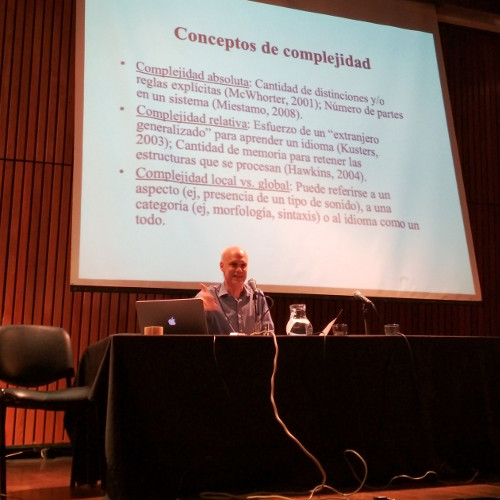 Conceptos de complejidad
• Complejidad absoluta: Cantidad de distinciones y/o
reglas explícitas (McWhorter, 2001); Número de partes
en un sistema (Miestamo, 2008).
• Complejidad relativa: Esfuerzo de un “extranjero
generalizado” para aprender un idioma (Kusters,
2003); Cantidad de memoria para retener las
estructuras que se procesan (Hawkins, 2004).
• Complejidad local vs. global: Puede referirse a un
aspecto (ej, presencia de un tipo de sonido), a una
categoría (ej, morfología, sintaxis) o al idioma como un
todo.